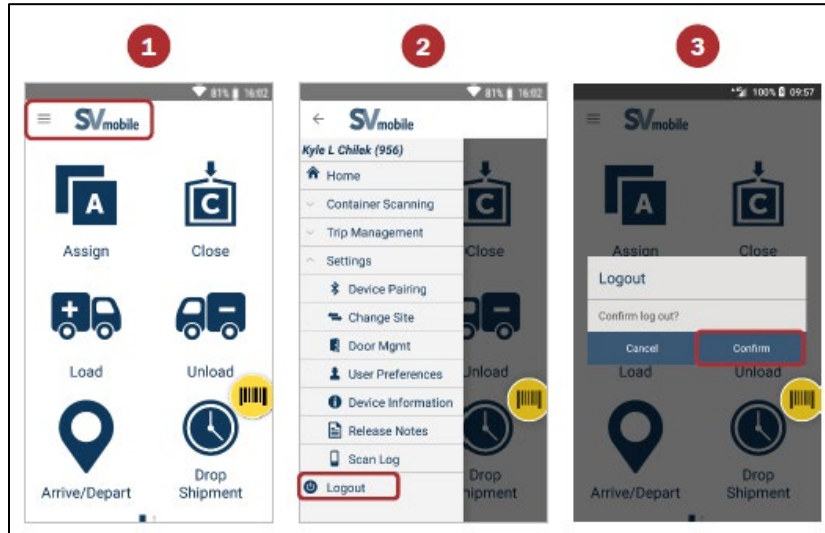 1
2
3
81% 16:02
SVmobile
A
C
Assign
Close
Load
Unload
Arrive/Depart
Drop
Shipment
81% 16:02
SVmobile
Kyle L Chilek (956)
Home
Container Scanning
Trip Management
Settings
Device Pairing
Change Site
Door Mgmt
User Preferences
Device Information
Release Notes
Scan Log
Logout
C
Close
Unload
Drop
Shipment
100% 09:57
SVmobile
A
C
Assign
Close
Logout
Confirm log out?
Cancel
Confirm
Load
Unload
Arrive/Depart
Drop
Shipment